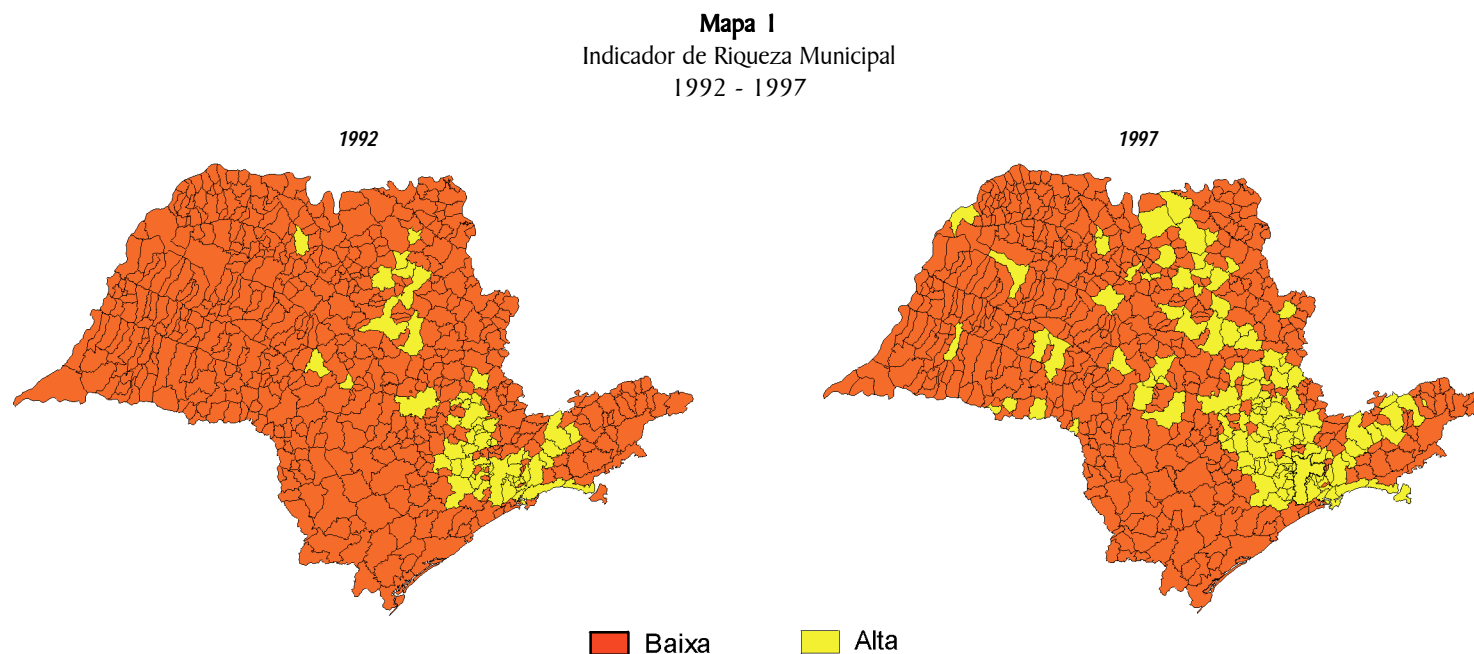 Mapa 1
Indicador de Riqueza Municipal
1992 - 1997
1992
1997
Baixa
Alta